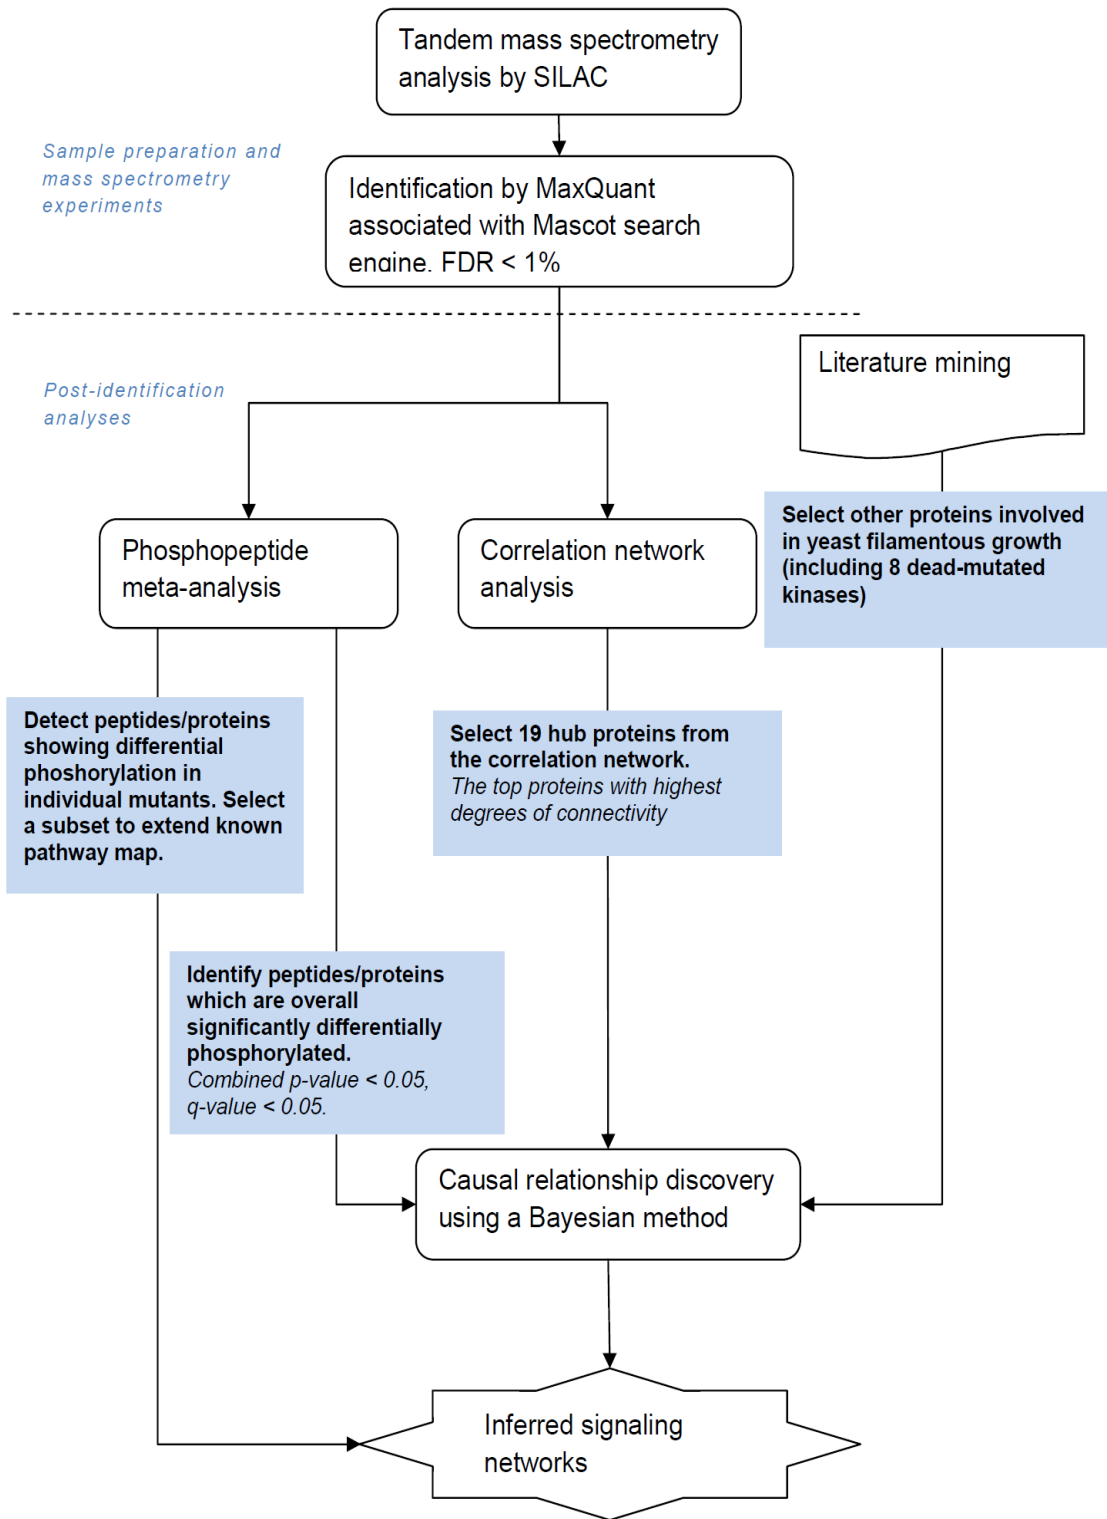 Tandem mass spectrometry
analysis by SILAC
Sample preparation and
mass spectrometry
experiments
Identification by MaxQuant
associated with Mascot search
engine. FDR < 1%
Post-identification
analyses
Literature mining
Select other proteins involved
in yeast filamentous growth
(including 8 dead-mutated
kinases)
Phosphopeptide
meta-analysis
Correlation network
analysis
Detect peptides/proteins
showing differential
phoshorylation in
individual mutants. Select
a subset to extend known
pathway map.
Select 19 hub proteins from
the correlation network.
The top proteins with highest
degrees of connectivity
Identify peptides/proteins
which are overall
significantly differentially
phosphorylated.
Combined p-value < 0.05,
q-value < 0.05.
Causal relationship discovery
using a Bayesian method
Inferred signaling
networks